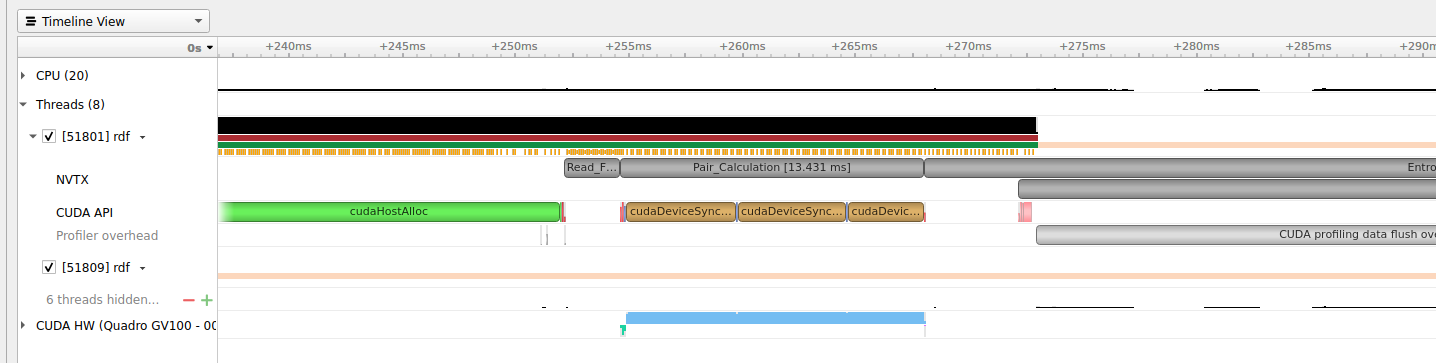 Timeline View
0s +240ms +245ms +250ms +255ms +260ms +265ms +270ms +275ms +280ms +285ms +290m
CPU (20)
Threads (8)
[51801] rdf
NVTX Read_F... Pair_Calculation [13.431 ms] Entro
CUDA API cudaHostAlloc cudaDeviceSync... cudaDeviceSync... cudaDevic...
Profiler overhead CUDA profiling data flush ove
[51809] rdf
6 threads hidden...
CUDA HW (Quadro GV100 - 00